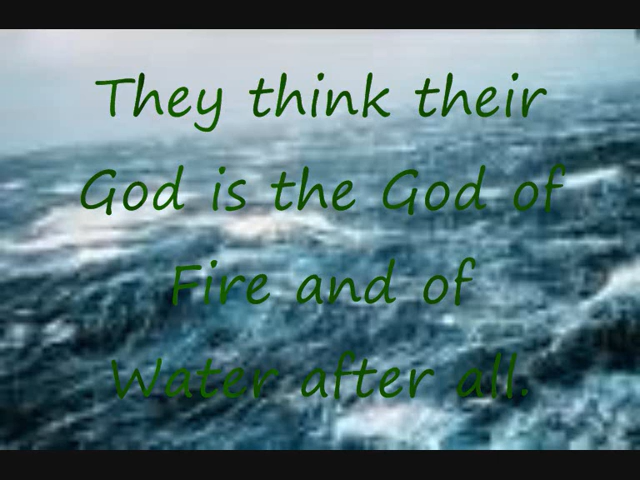 They think their
God is the God of
Fire and of
Water after all.